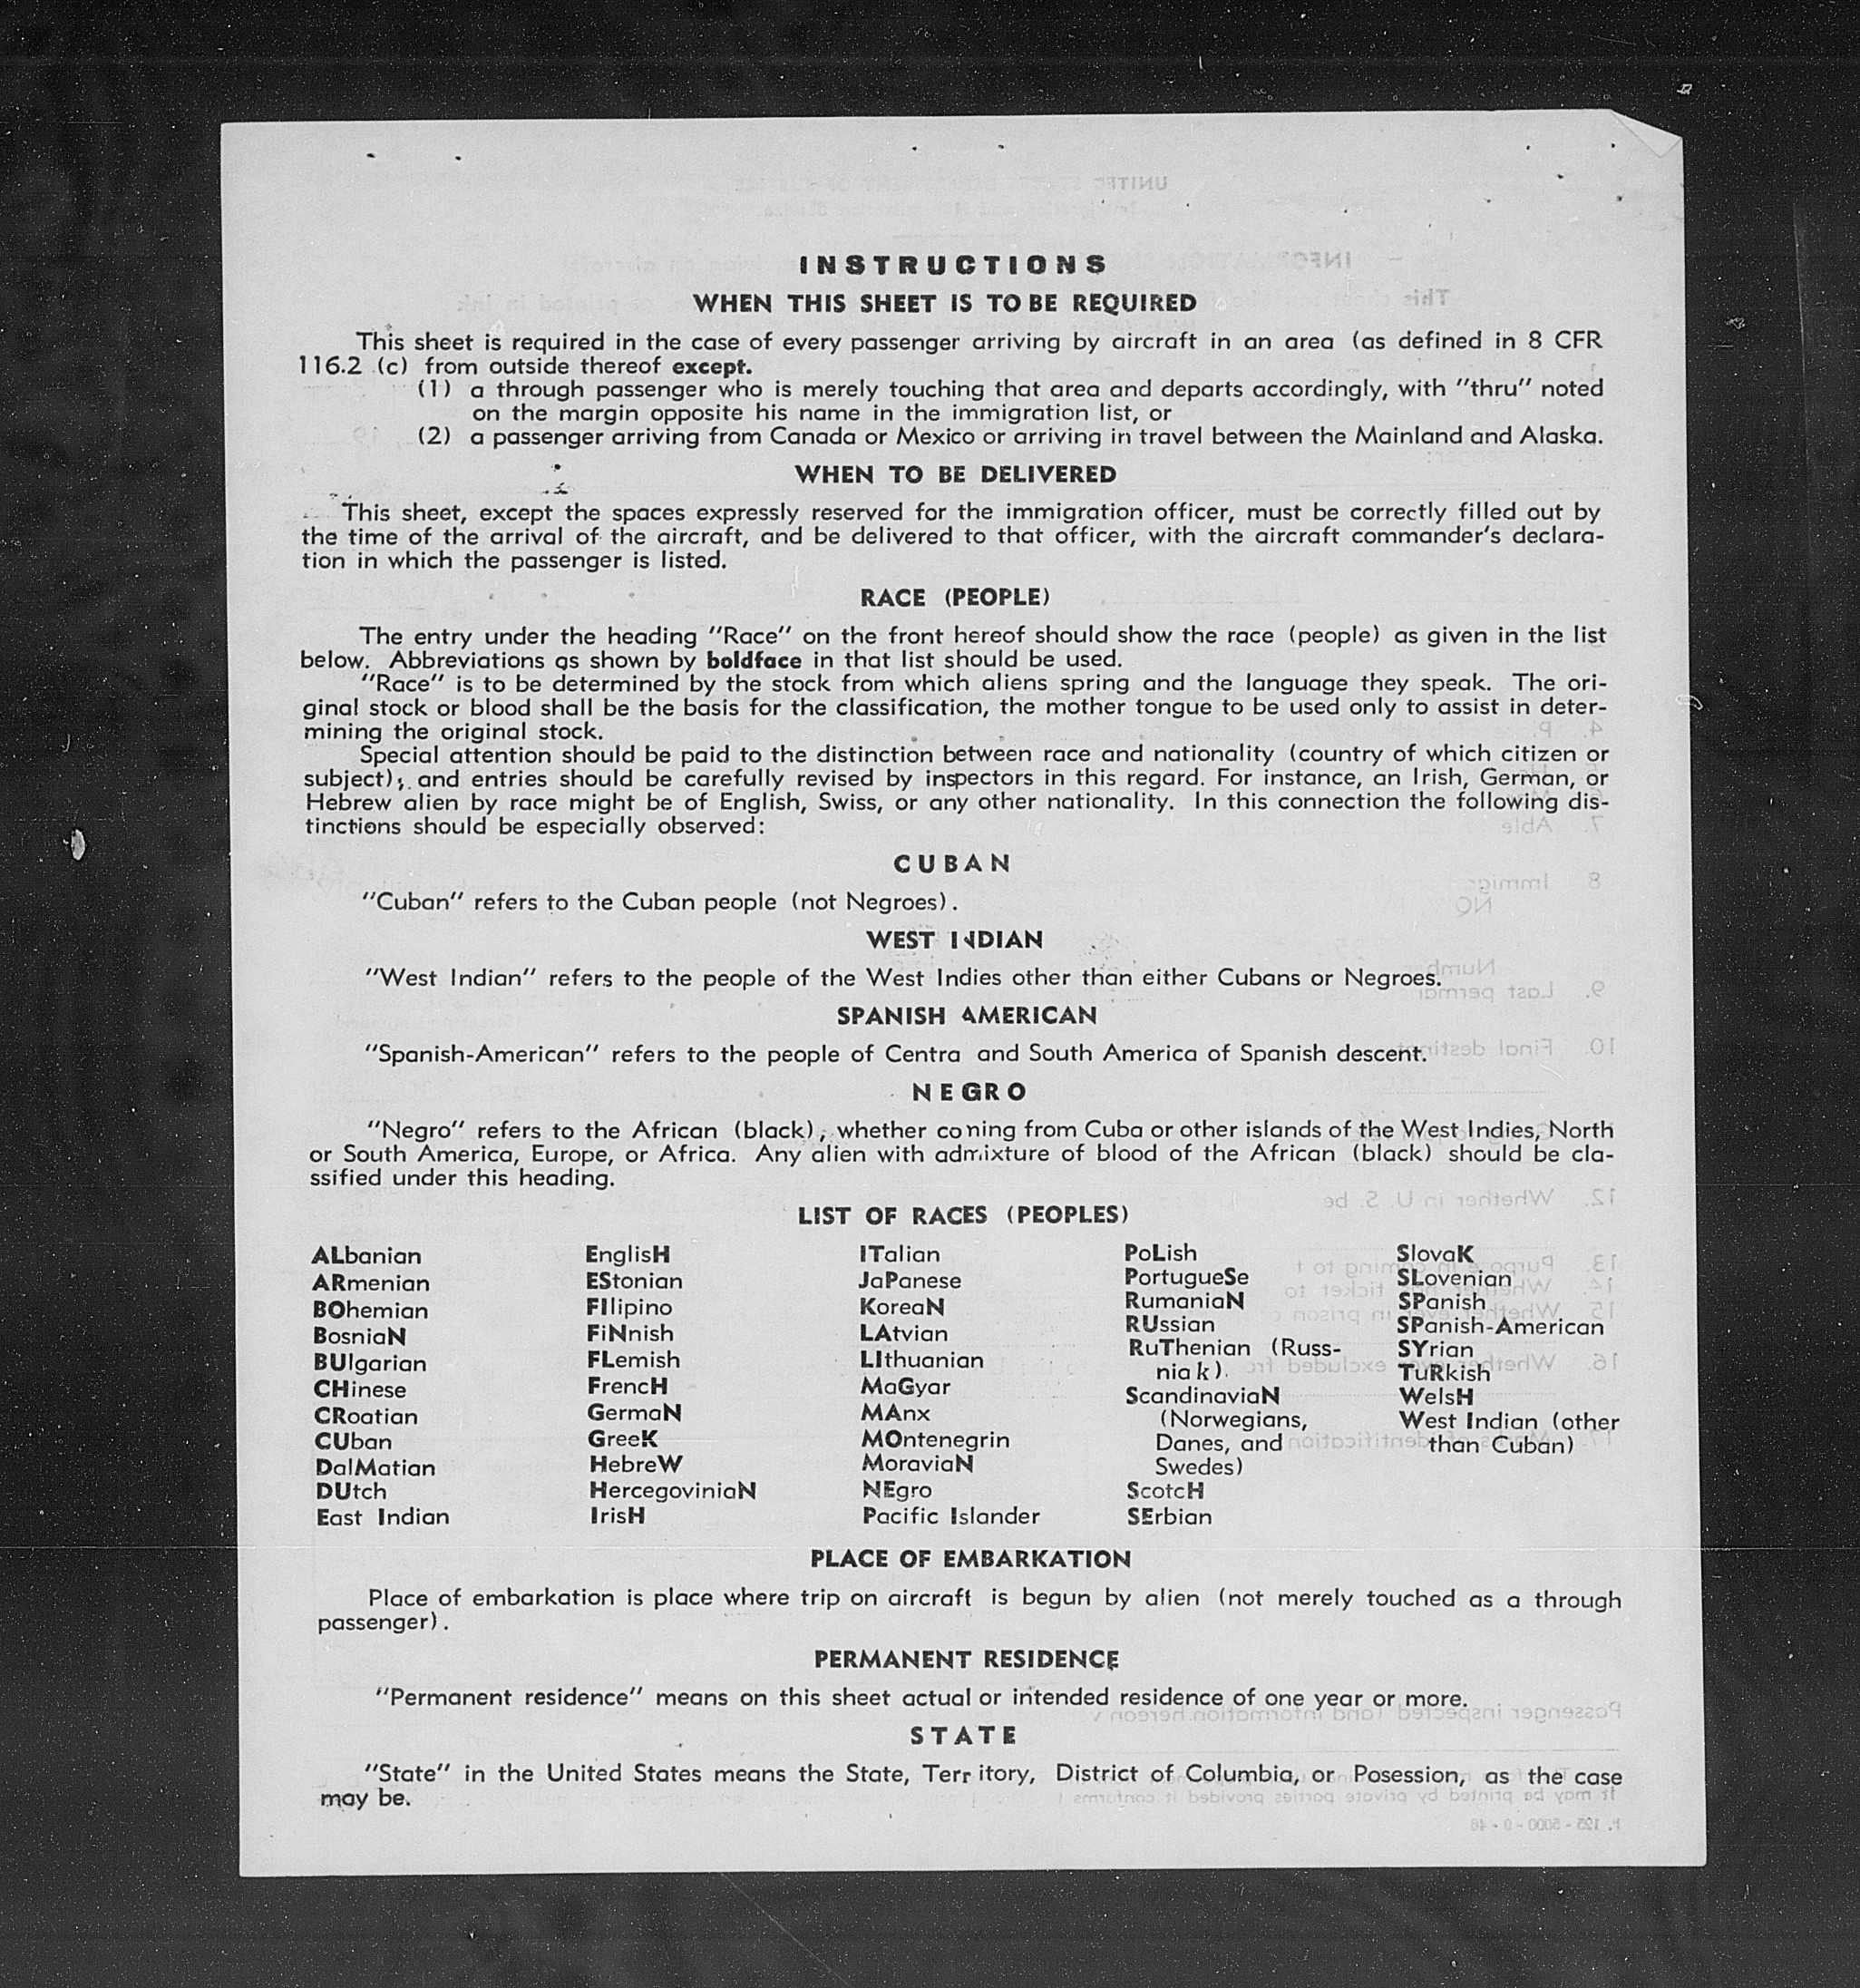 INSTRUCTIONS
WHEN THIS SHEET IS TO BE REQUIRED
This sheet is required in the case of every passenger arriving by aircraft in an area (as defined in 8 CFR
116.2 (c) from outside thereof except.
(1) a through passenger who is merely touching that area and departs accordingly, with "thru" noted
on the margin opposite his name in the immigration list, or
(2) a passenger arriving from Canada or Mexico or arriving in travel between the Mainland and Alaska.
WHEN TO BE DELIVERED
This sheet, except the spaces expressly reserved for the immigration officer, must be correctly filled out by
the time of the arrival of the aircraft, and be delivered to that officer, with the aircraft commander's declara-
tion in which the passenger is listed.
RACE (PEOPLE)
The entry under the heading "Race" on the front hereof should show the race (people) as given in the list
below. Abbreviations as shown by boldface in that list should be used.
"Race" is to be determined by the stock from which aliens spring and the language they speak. The ori-
ginal stock or blood shall be the basis for the classification, the mother tongue to be used only to assist in deter-
mining the original stock.
Special attention should be paid to the distinction between race and nationality (country of which citizen or
subject); and entries should be carefully revised by inspectors in this regard. For instance, an Irish, German, or
Hebrew alien by race might be of English, Swiss, or any other nationality. In this connection the following dis-
tinctions should be especially observed:
CUBAN
"Cuban" refers to the Cuban people (not Negroes).
WEST INDIAN
"West Indian" refers to the people of the West Indies other than either Cubans or Negroes.
SPANISH AMERICAN
"Spanish-American" refers to the people of Centra and South America of Spanish descent.
NEGRO
"Negro" refers to the African (black), whether coming from Cuba or other islands of the West Indies, North
or South America, Europe, or Africa. Any alien with admixture of blood of the African (black) should be cla-
ssified under this heading.
LIST OF RACES (PEOPLES)
ALbanian
ARmenian
BOhemian
BosniaN
BUlgarian
CHinese
CRoatian
CUban
DalMatian
DUtch
East Indian
EnglisH
EStonian
FIlipino
FiNnish
FLemish
FrencH
GermaN
GreeK
HebreW
HercegoviniaN
IrisH
ITalian
JaPanese
KoreaN
LAtvian
LIthuanian
MaGyar
MAnx
MOntenegrin
MoraviaN
NEgro
Pacific Islander
PoLish
PortugueSe
RumaniaN
RUssian
RuThenian (Russ-
niak).
ScandinaviaN
(Norwegians,
Danes, and
Swedes)
ScotcH
SErbian
SlovaK
SLovenian
SPanish
SPanish-American
SYrian
TuRkish
WelsH
West Indian (other
than Cuban)
PLACE OF EMBARKATION
Place of embarkation is place where trip on aircraft is begun by alien (not merely touched as a through
passenger).
PERMANENT RESIDENCE
"Permanent residence" means on this sheet actual or intended residence of one year or more.
STATE
"State" in the United States means the State, Territory, District of Columbia, or Posession, as the case
may be.